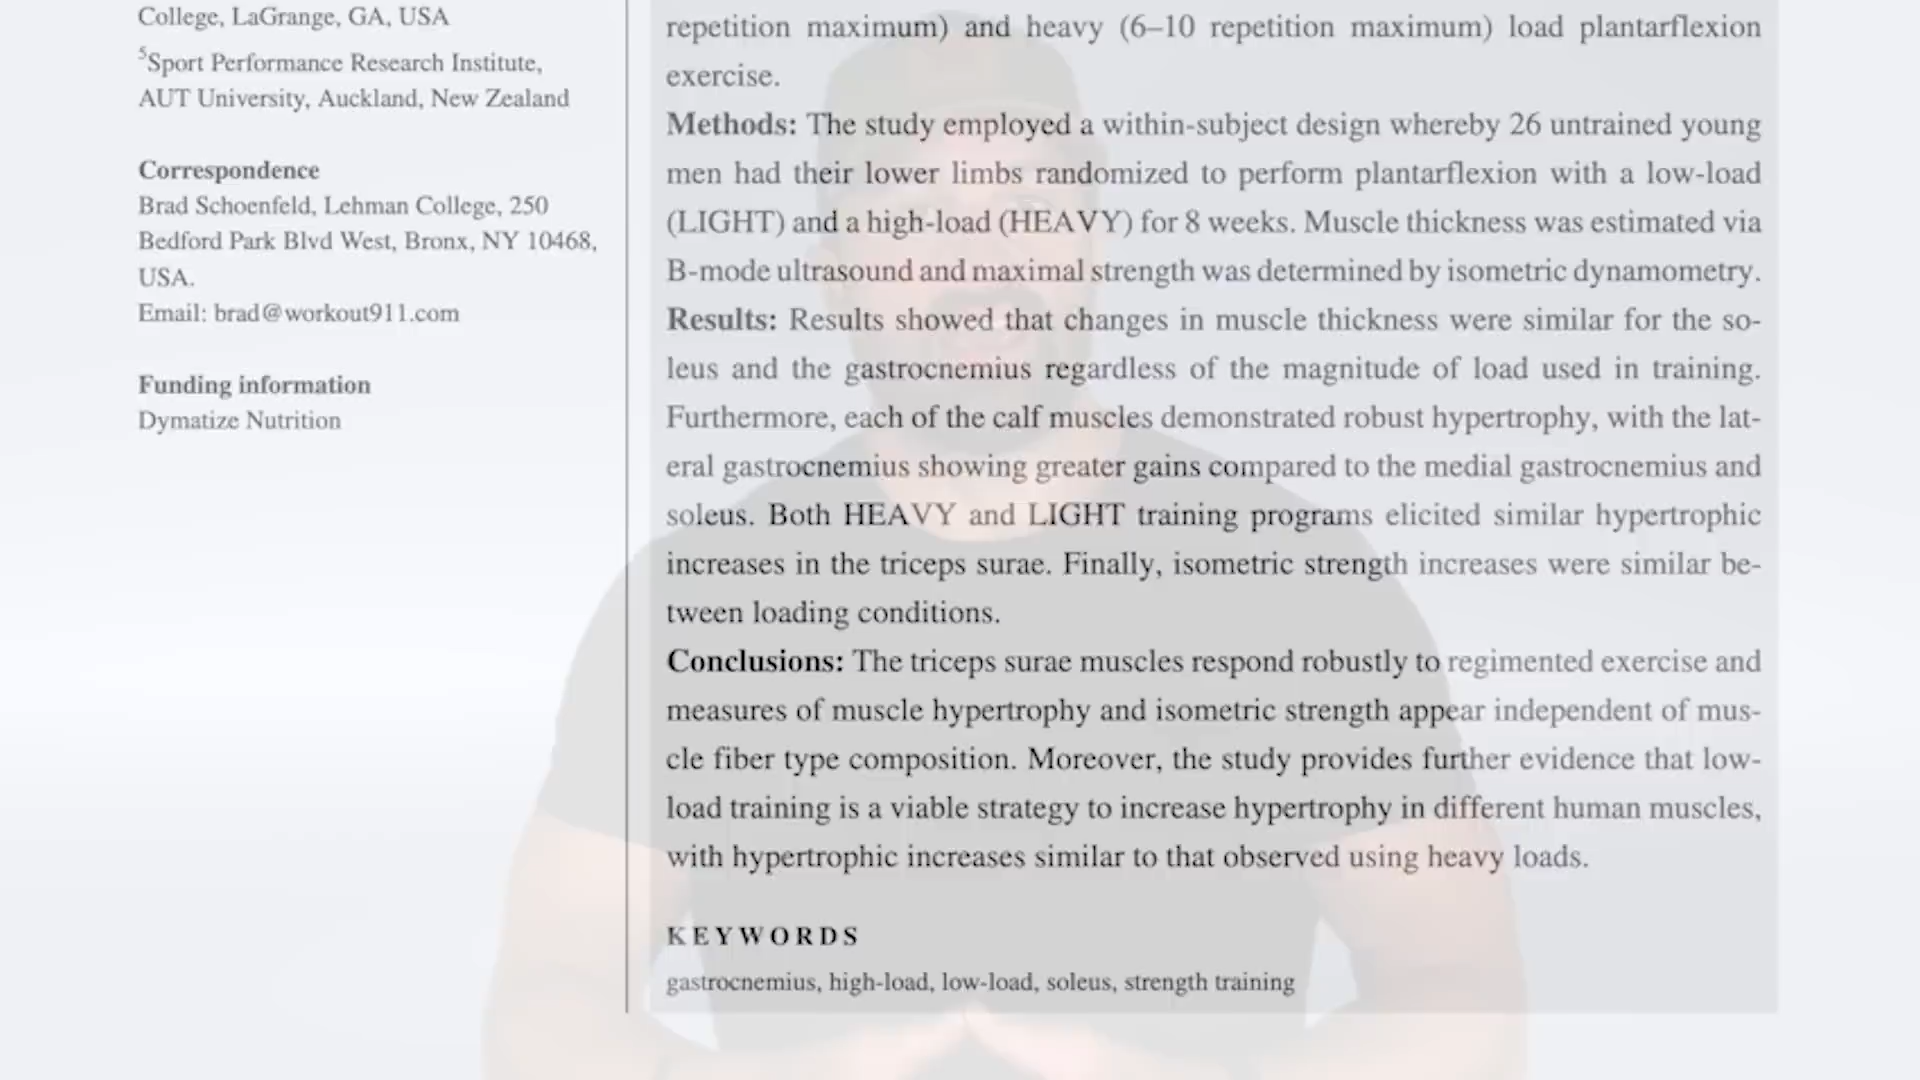 College, LaGrange, GA, USA
5Sport Performance Research Institute,
AUT University, Auckland, New Zealand
Correspondence
Brad Schoenfeld, Lehman College, 250
Bedford Park Blvd West, Bronx, NY 10468,
USA.
Email: brad@workout911.com
Funding information
Dymatize Nutrition
repetition maximum) and heavy (6–10 repetition maximum) load plantarflexion
exercise.
Methods: The study employed a within-subject design whereby 26 untrained young
men had their lower limbs randomized to perform plantarflexion with a low-load
(LIGHT) and a high-load (HEAVY) for 8 weeks. Muscle thickness was estimated via
B-mode ultrasound and maximal strength was determined by isometric dynamometry.
Results: Results showed that changes in muscle thickness were similar for the so-
leus and the gastrocnemius regardless of the magnitude of load used in training.
Furthermore, each of the calf muscles demonstrated robust hypertrophy, with the lat-
eral gastrocnemius showing greater gains compared to the medial gastrocnemius and
soleus. Both HEAVY and LIGHT training programs elicited similar hypertrophic
increases in the triceps surae. Finally, isometric strength increases were similar be-
tween loading conditions.
Conclusions: The triceps surae muscles respond robustly to regimented exercise and
measures of muscle hypertrophy and isometric strength appear independent of mus-
cle fiber type composition. Moreover, the study provides further evidence that low-
load training is a viable strategy to increase hypertrophy in different human muscles,
with hypertrophic increases similar to that observed using heavy loads.
KEYWORDS
gastrocnemius, high-load, low-load, soleus, strength training